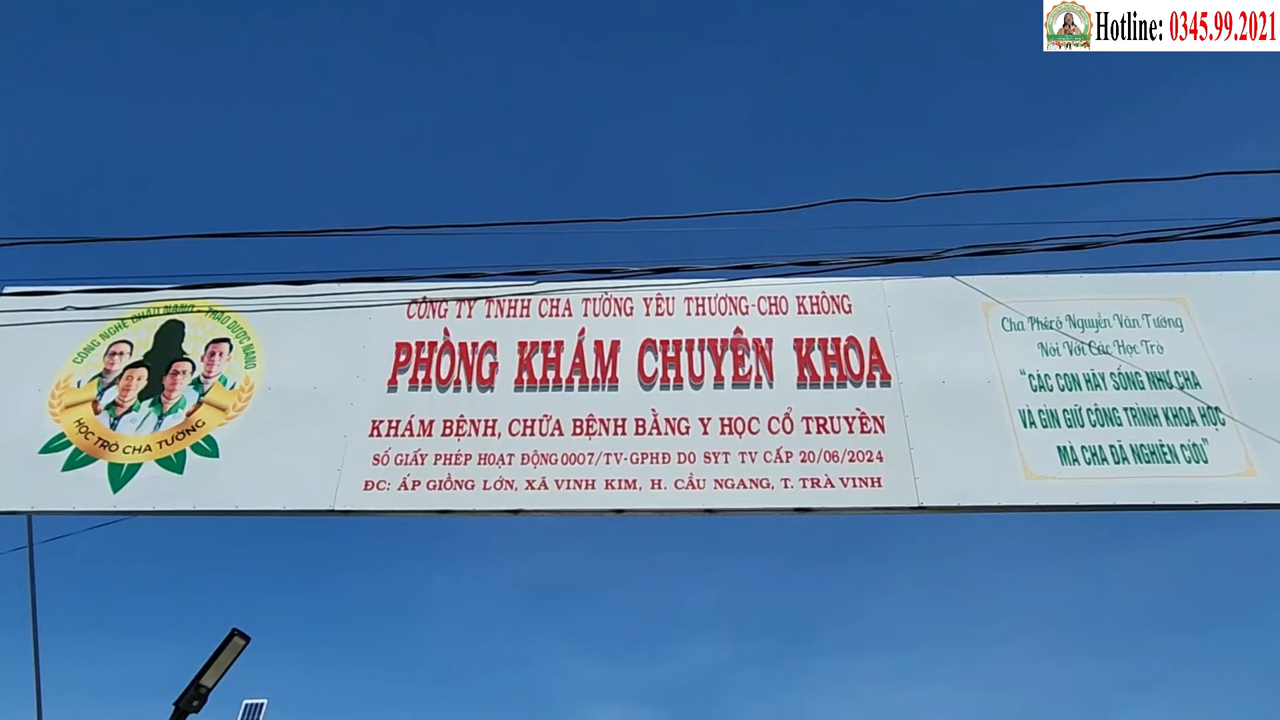 Hotline: 0345.99.2021
CÔNG NGHỆ CHÂU NANO - THẢO DƯỢC NANO
HỌC TRÒ CHA TƯỜNG
CÔNG TY TNHH CHA TƯỜNG YÊU THƯƠNG-CHO KHÔNG
PHÒNG KHÁM CHUYÊN KHOA
KHÁM BỆNH, CHỮA BỆNH BẰNG Y HỌC CỔ TRUYỀN
SỐ GIẤY PHÉP HOẠT ĐỘNG 0007/TV-GPHĐ DO SYT TV CẤP 20/06/2024
ĐC: ẤP GIỒNG LỚN, XÃ VINH KIM, H. CẦU NGANG, T. TRÀ VINH
Cha Phêrô Nguyễn Văn Tường
Nói Với Các Học Trò
“CÁC CON HÃY SỐNG NHƯ CHA
VÀ GÌN GIỮ CÔNG TRÌNH KHOA HỌC
MÀ CHA ĐÃ NGHIÊN CỨU”